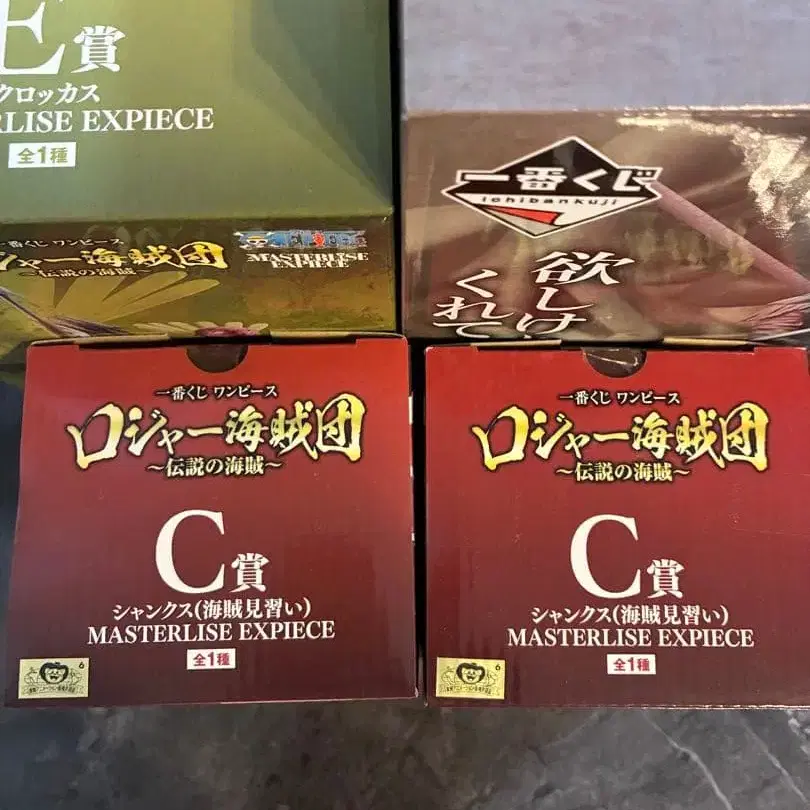 E賞
クロッカス
RLISE EXPIECE
全1種
一番くじ ワンピース
ジャー海賊団
~伝説の海賊~
MASTERLISE
EXPIECE
一番くじ
ichibankuji
欲しけ
くれて
一番くじ ワンピース
ロジャー海賊団
~伝説の海賊~
C賞
シャンクス(海賊見習い)
MASTERLISE EXPIECE
全1種
6
一番くじ ワンピース
ロジャー海賊団
~伝説の海賊~
C賞
シャンクス(海賊見習い)
MASTERLISE EXPIECE
全1種
6